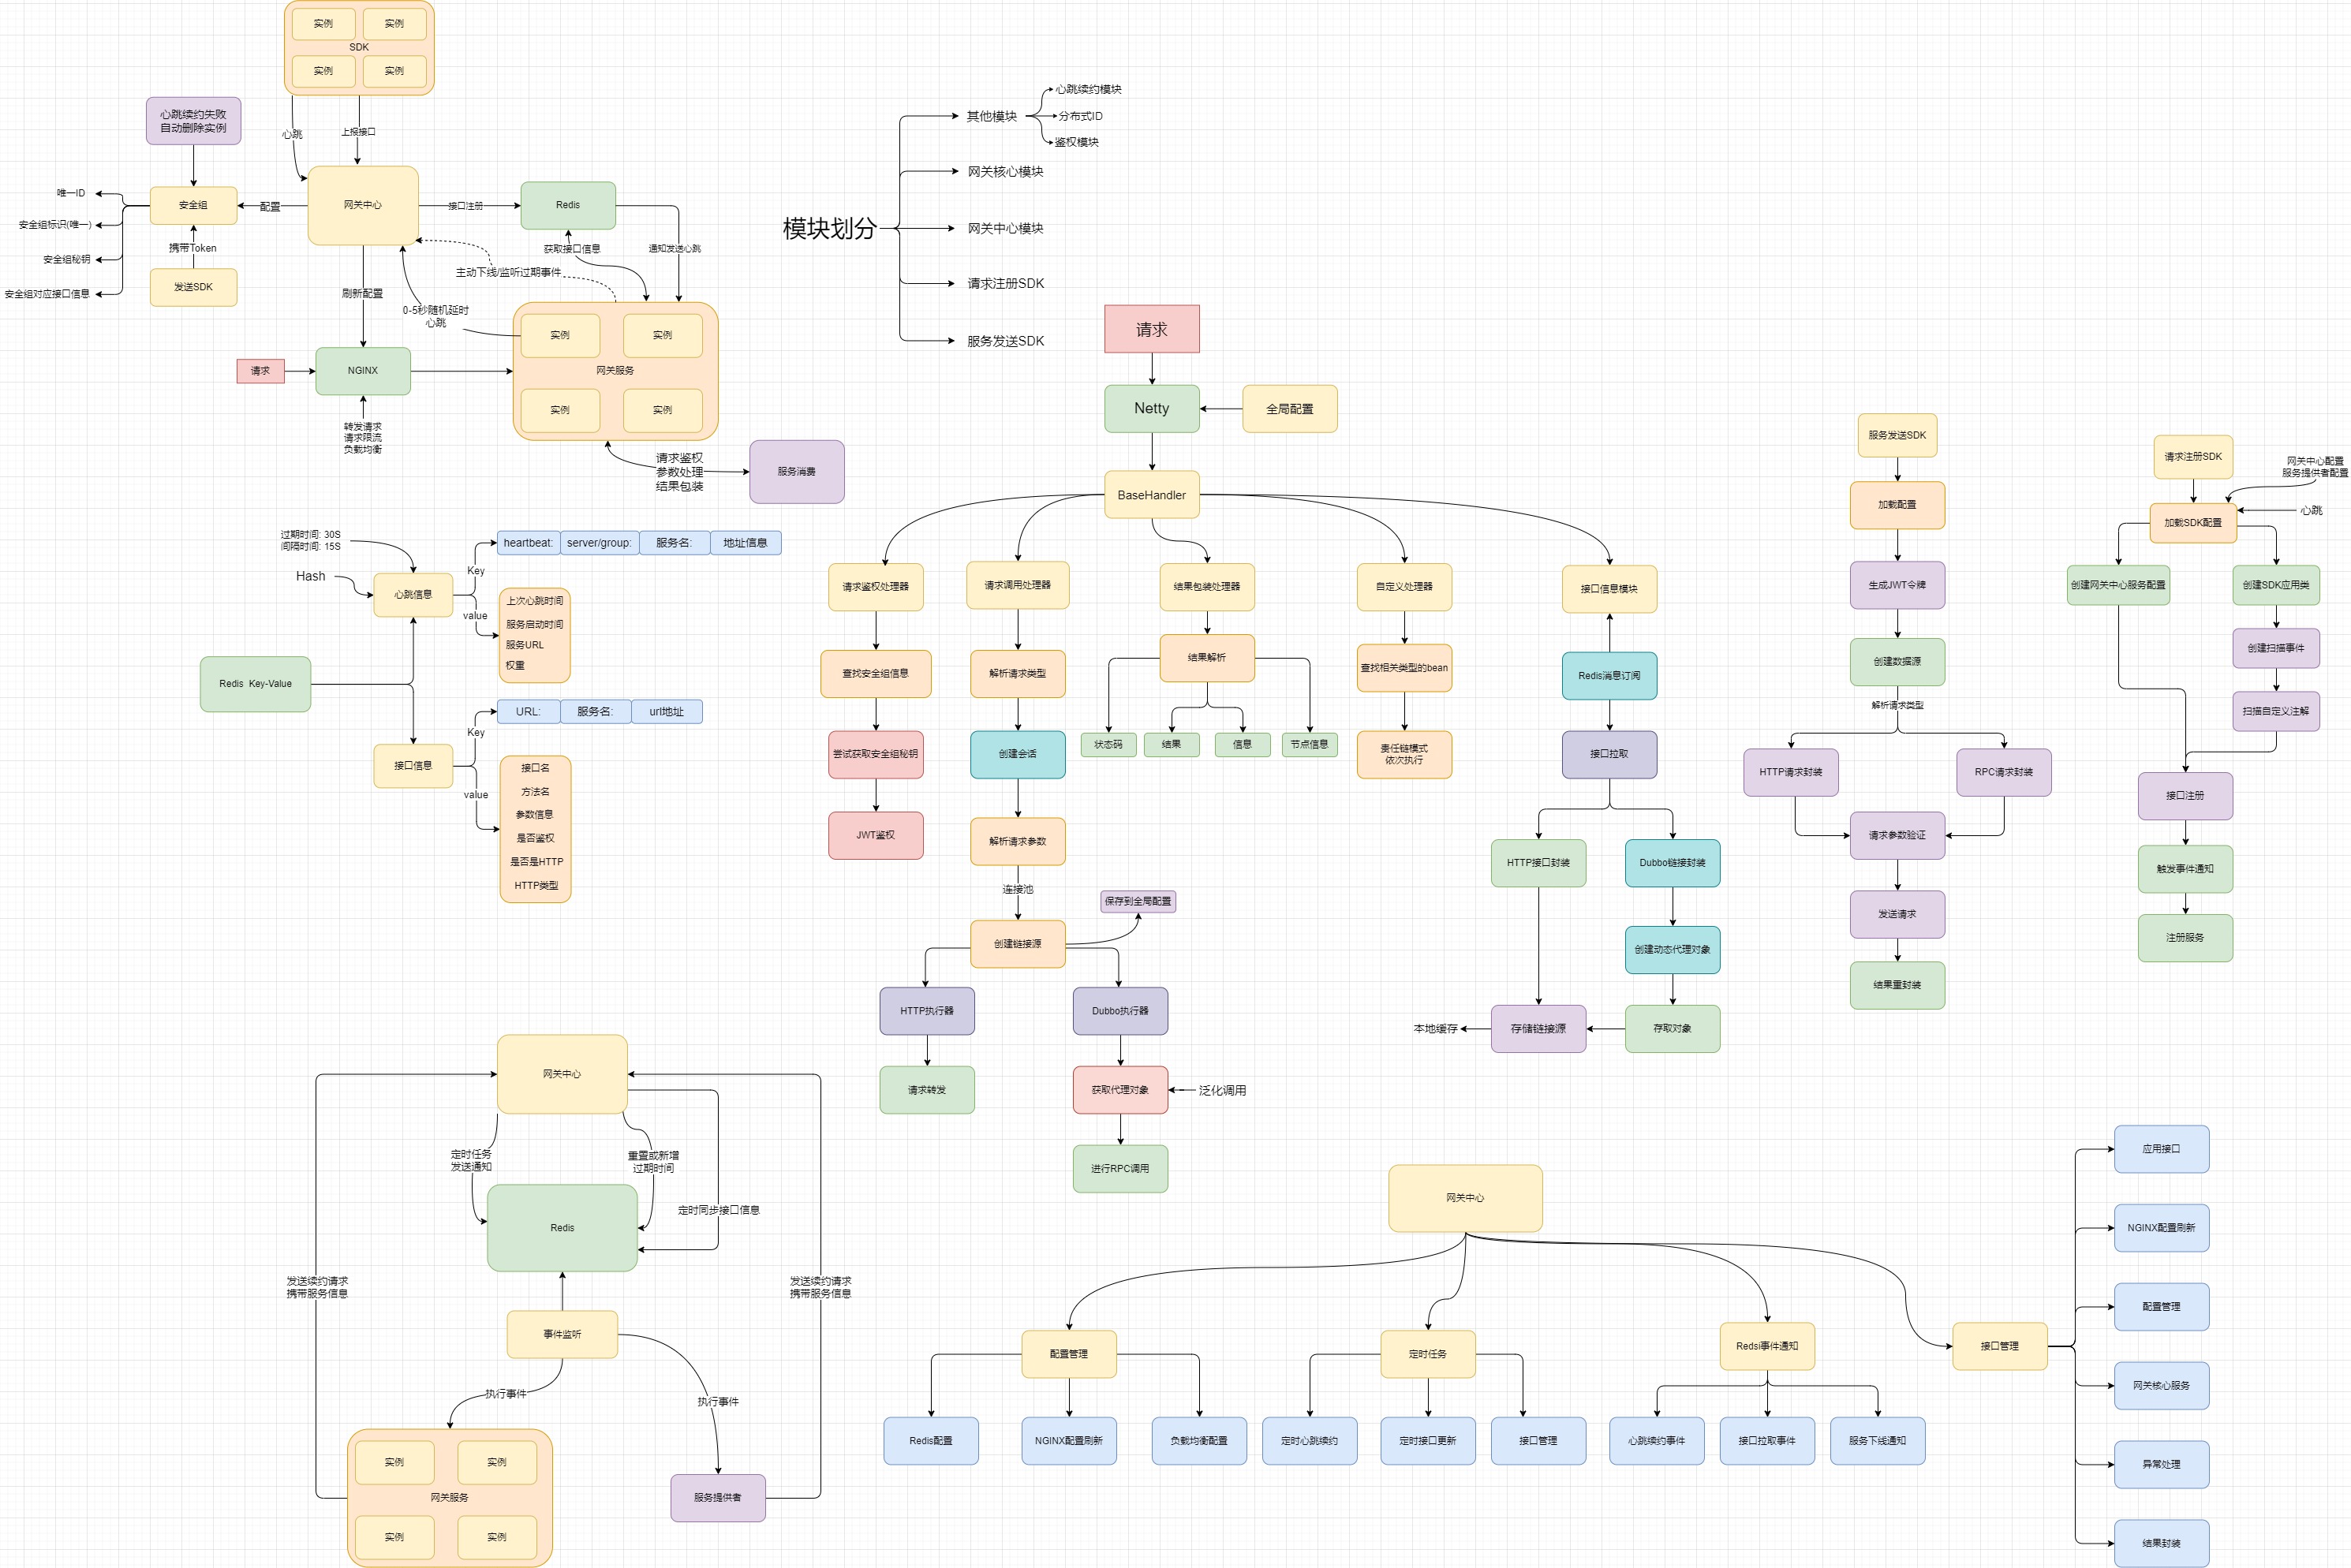 实例
实例
SDK
实例
实例
心跳续约失败
自动删除实例
心跳
上报接口
唯一ID
安全组标识(唯一)
安全组秘钥
安全组对应接口信息
安全组
配置
网关中心
接口注册
Redis
携带Token
发送SDK
获取接口信息
通知发送心跳
主动下线/监听过期事件
刷新配置
0-5秒随机延时
心跳
实例
实例
网关服务
实例
实例
请求
NGINX
转发请求
请求限流
负载均衡
请求鉴权
参数处理
结果包装
服务消费
模块划分
其他模块
心跳续约模块
分布式ID
鉴权模块
网关核心模块
网关中心模块
请求注册SDK
服务发送SDK
过期时间: 30S
间隔时间: 15S
Hash
心跳信息
Key
heartbeat:
server/group:
服务名:
地址信息
value
上次心跳时间
服务启动时间
服务URL
权重
Redis Key-Value
接口信息
Key
URL:
服务名:
url地址
value
接口名
方法名
参数信息
是否鉴权
是否是HTTP
HTTP类型
请求
Netty
全局配置
BaseHandler
请求鉴权处理器
请求调用处理器
结果包装处理器
自定义处理器
接口信息模块
查找安全组信息
尝试获取安全组秘钥
JWT鉴权
解析请求类型
创建会话
解析请求参数
连接池
创建链接源
保存到全局配置
HTTP执行器
请求转发
Dubbo执行器
获取代理对象
泛化调用
进行RPC调用
结果解析
状态码
结果
信息
节点信息
查找相关类型的bean
责任链模式
依次执行
Redis消息订阅
接口拉取
HTTP接口封装
Dubbo链接封装
创建动态代理对象
存取对象
存储链接源
本地缓存
服务发送SDK
加载配置
生成JWT令牌
创建数据源
解析请求类型
HTTP请求封装
RPC请求封装
请求参数验证
发送请求
结果重封装
请求注册SDK
网关中心配置
服务提供者配置
心跳
加载SDK配置
创建网关中心服务配置
创建SDK应用类
创建扫描事件
扫描自定义注解
接口注册
触发事件通知
注册服务
网关中心
定时任务
发送通知
重置或新增
过期时间
定时同步接口信息
Redis
发送续约请求
携带服务信息
发送续约请求
携带服务信息
事件监听
执行事件
执行事件
实例
实例
网关服务
实例
实例
服务提供者
网关中心
配置管理
Redis配置
NGINX配置刷新
负载均衡配置
定时任务
定时心跳续约
定时接口更新
接口管理
Redsi事件通知
心跳续约事件
接口拉取事件
服务下线通知
接口管理
应用接口
NGINX配置刷新
配置管理
网关核心服务
异常处理
结果封装